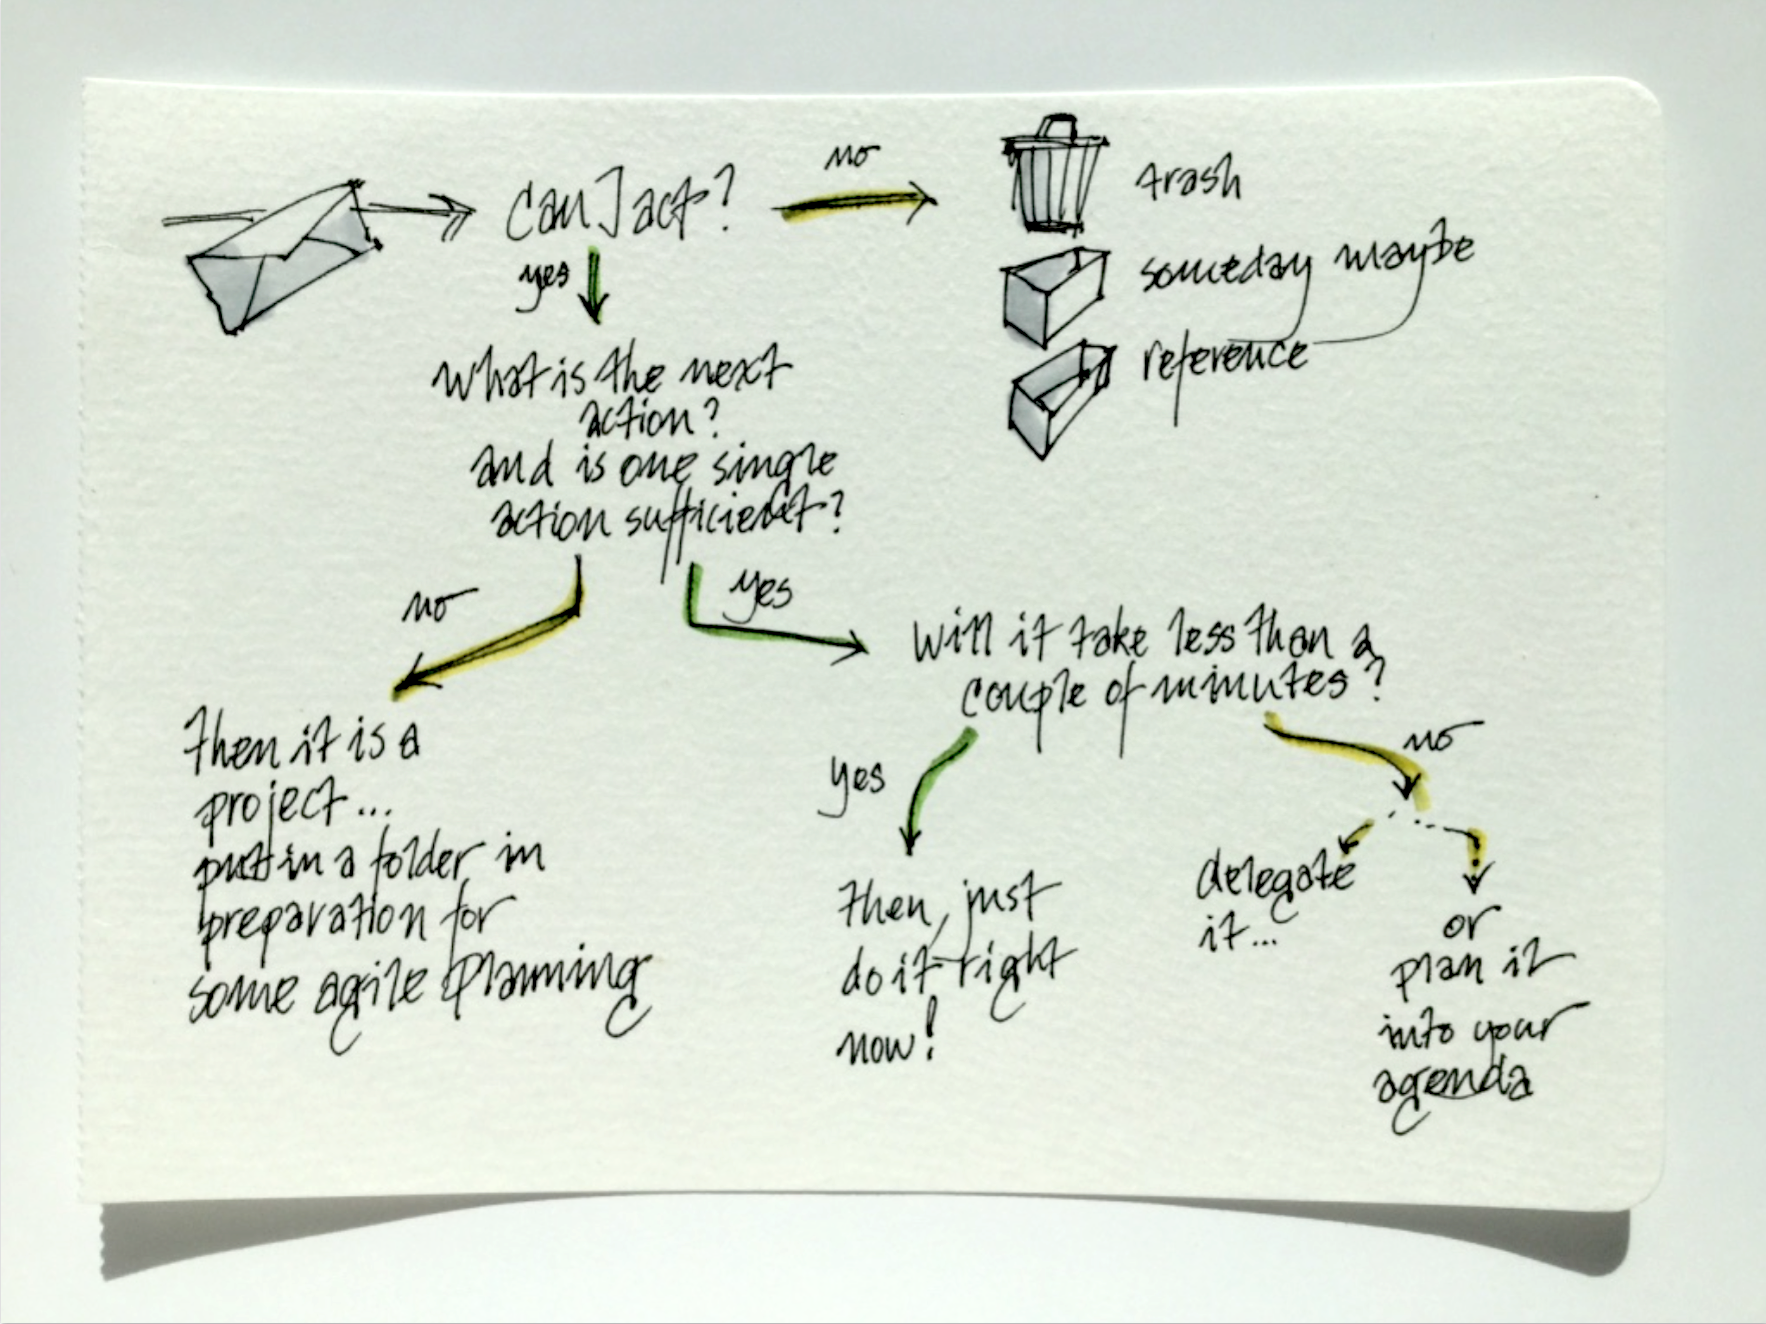 can I act?
no
trash
someday maybe
reference
yes
what is the next
action?
and is one single
action sufficient?
no
yes
will it take less than a
couple of minutes?
then it is a
project...
put in a folder in
preparation for
some agile planning
yes
then, just
do it right
now!
no
delegate
it...
or
plan it
into your
agenda